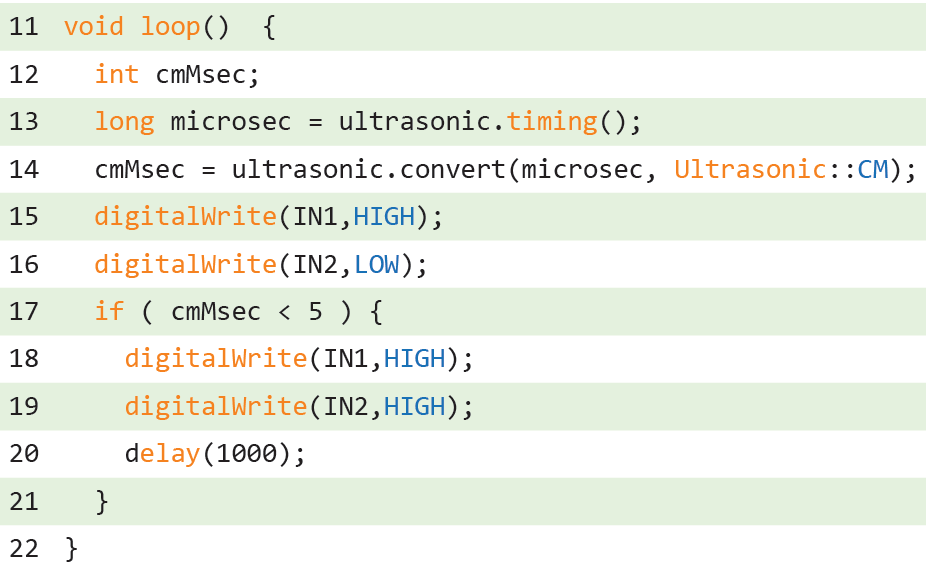 11 void loop()  {
12   int cmMsec;
13   long microsec = ultrasonic.timing();
14   cmMsec = ultrasonic.convert(microsec, Ultrasonic::CM);
15   digitalWrite(IN1,HIGH);
16   digitalWrite(IN2,LOW);
17   if ( cmMsec < 5 ) {
18     digitalWrite(IN1,HIGH);
19     digitalWrite(IN2,HIGH);
20     delay(1000);
21   }
22 }